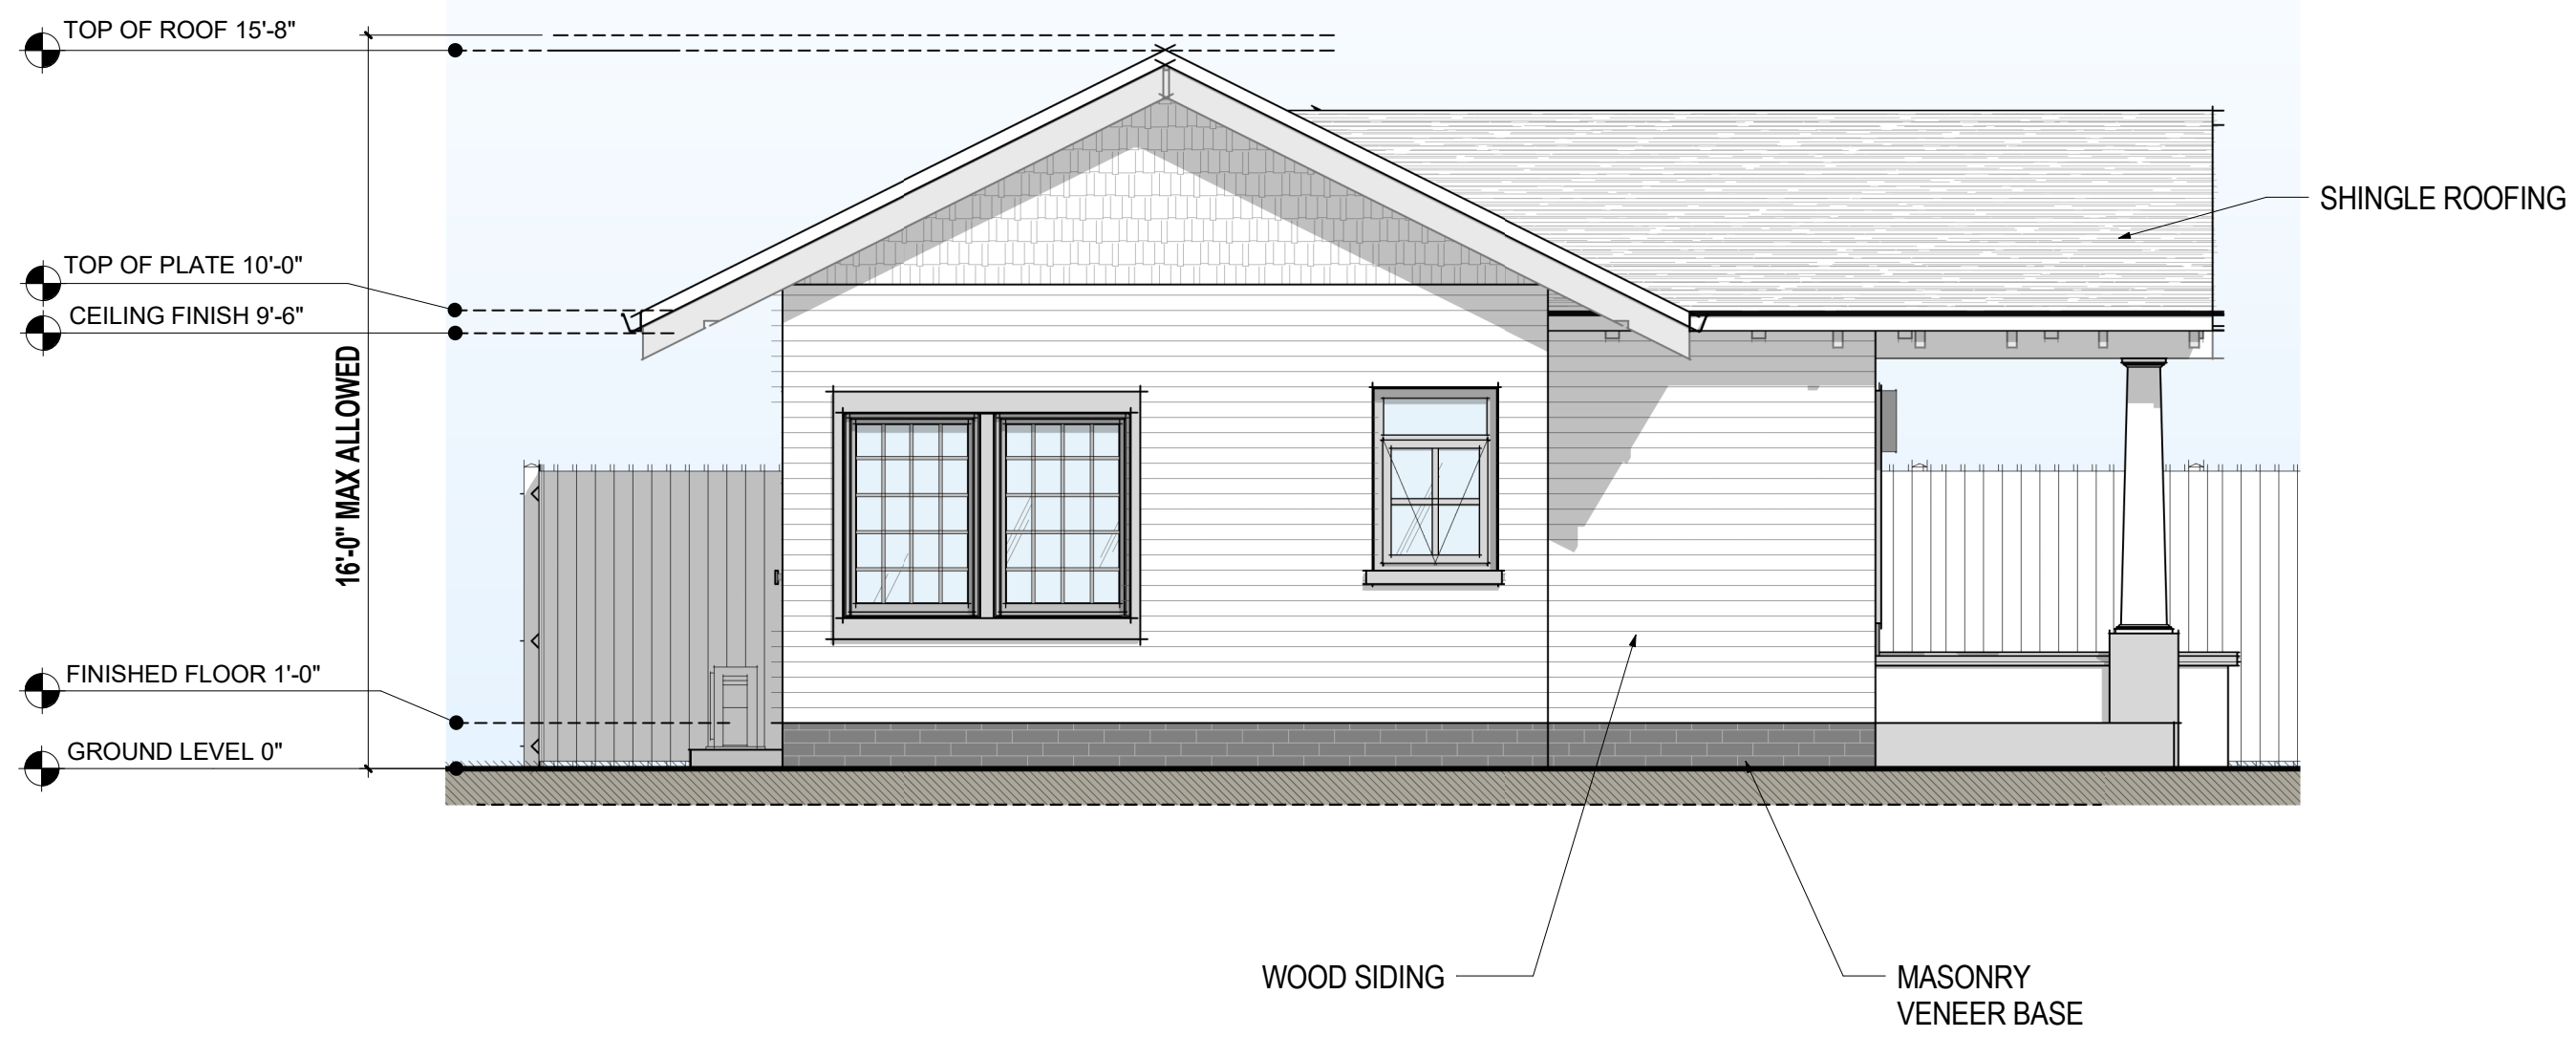 TOP OF ROOF 15'-8"
SHINGLE ROOFING
TOP OF PLATE 10'-0"
CEILING FINISH 9'-6"
16'-0" MAX ALLOWED
FINISHED FLOOR 1'-0"
GROUND LEVEL 0"
WOOD SIDING
MASONRY
VENEER BASE